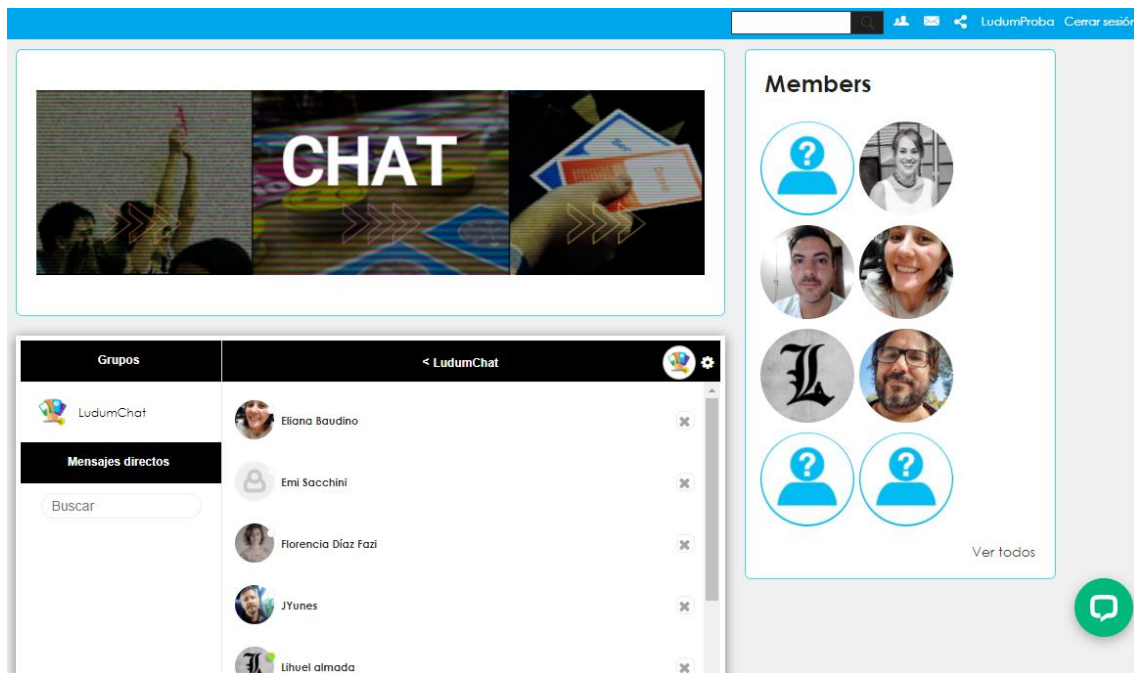 LudumProba Cerrar sesión
CHAT
Members
Ver todos
Grupos
LudumChat
Mensajes directos
Buscar
< LudumChat
Eliana Baudino
Emi Sacchini
Florencia Díaz Fazi
JYunes
Lihuel almada